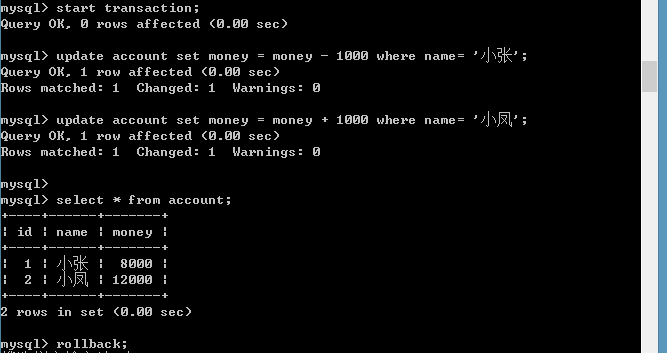 mysql> start transaction;
Query OK, 0 rows affected (0.00 sec)
mysql> update account set money = money - 1000 where name= '小张';
Query OK, 1 row affected (0.00 sec)
Rows matched: 1  Changed: 1  Warnings: 0
mysql> update account set money = money + 1000 where name= '小凤';
Query OK, 1 row affected (0.00 sec)
Rows matched: 1  Changed: 1  Warnings: 0
mysql>
mysql> select * from account;
+----+------+-------+
| id | name | money |
+----+------+-------+
|  1 | 小张 |  8000 |
|  2 | 小凤 | 12000 |
+----+------+-------+
2 rows in set (0.00 sec)
mysql> rollback;